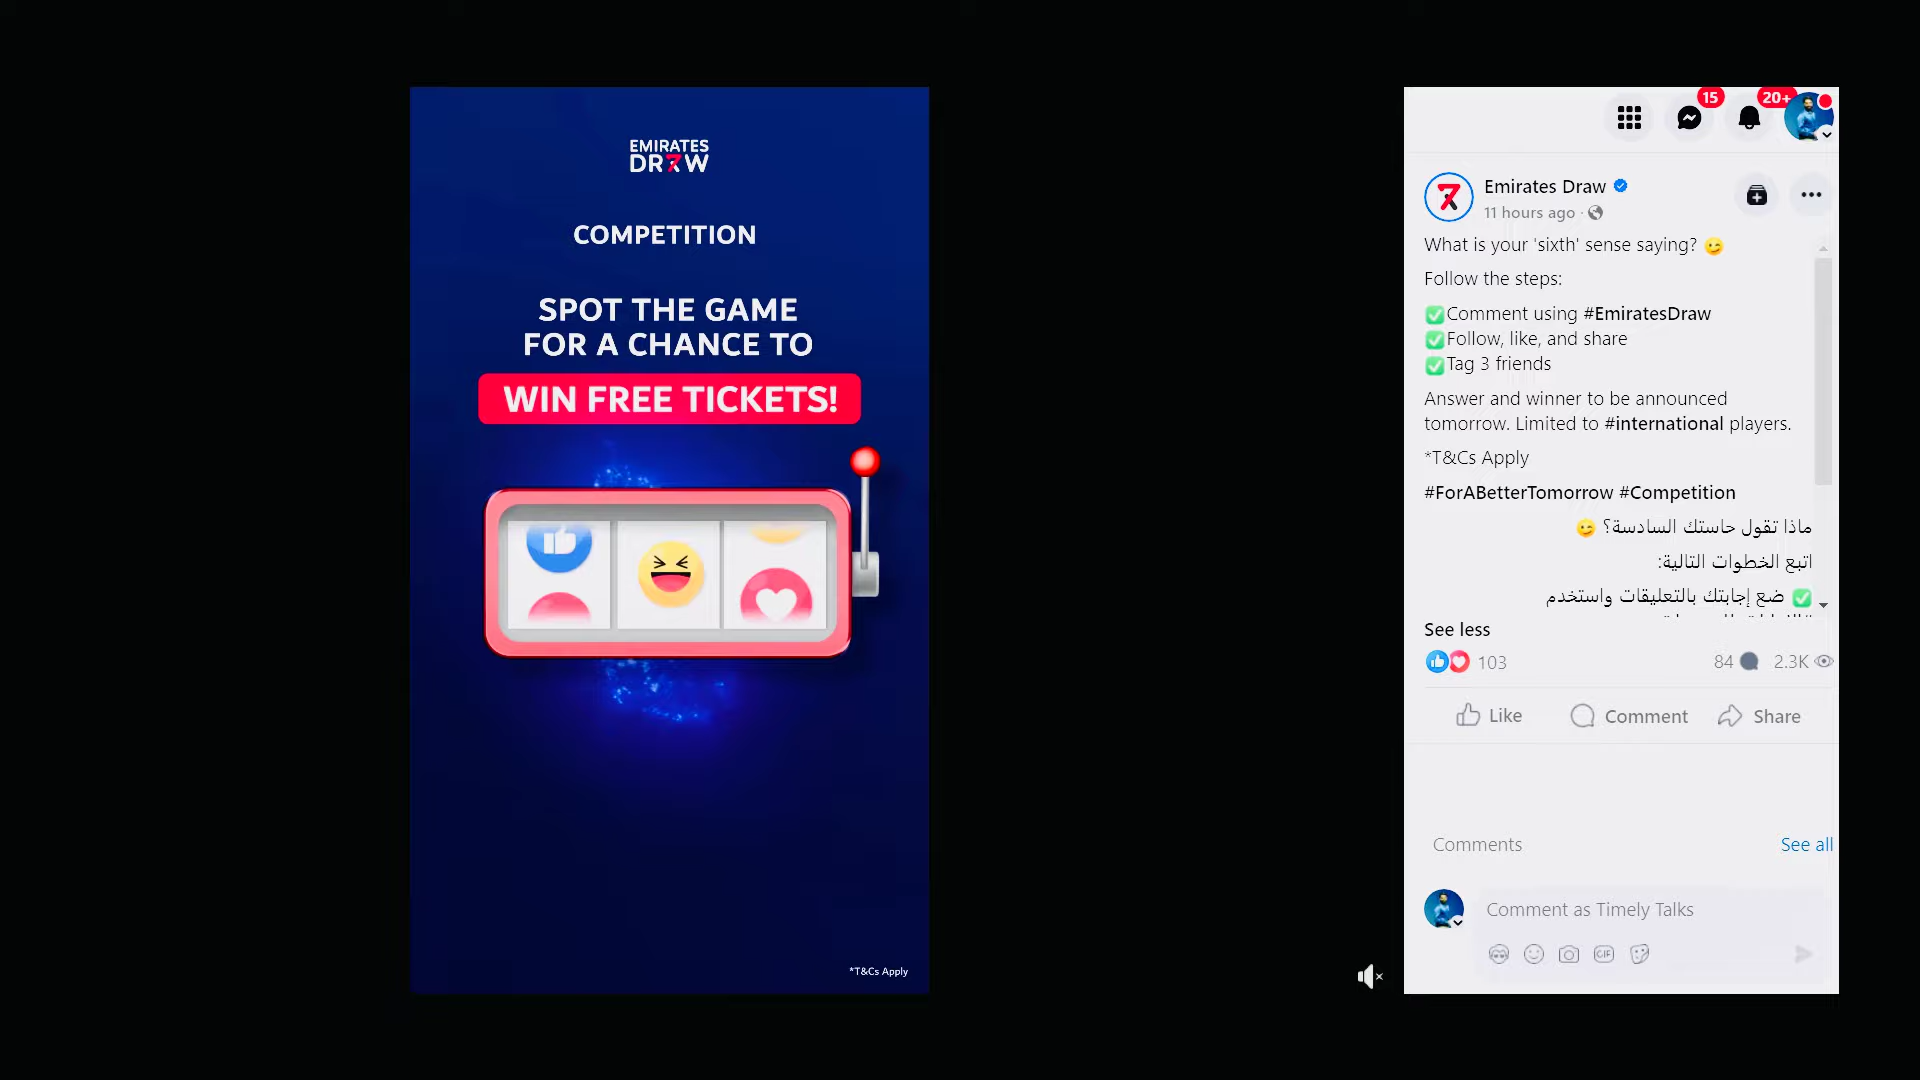 EMIRATES
DR7W
COMPETITION
SPOT THE GAME
FOR A CHANCE TO
WIN FREE TICKETS!
*T&Cs Apply
15
20+
Emirates Draw
11 hours ago
What is your 'sixth' sense saying? 😉
Follow the steps:
✅Comment using #EmiratesDraw
✅Follow, like, and share
✅Tag 3 friends
Answer and winner to be announced
tomorrow. Limited to #international players.
*T&Cs Apply
#ForABetterTomorrow #Competition
ماذا تقول حاستك السادسة؟ 😉
اتبع الخطوات التالية:
✅ ضع إجابتك بالتعليقات واستخدم
See less
103
84
2.3K
Like
Comment
Share
Comments
See all
Comment as Timely Talks
GIF